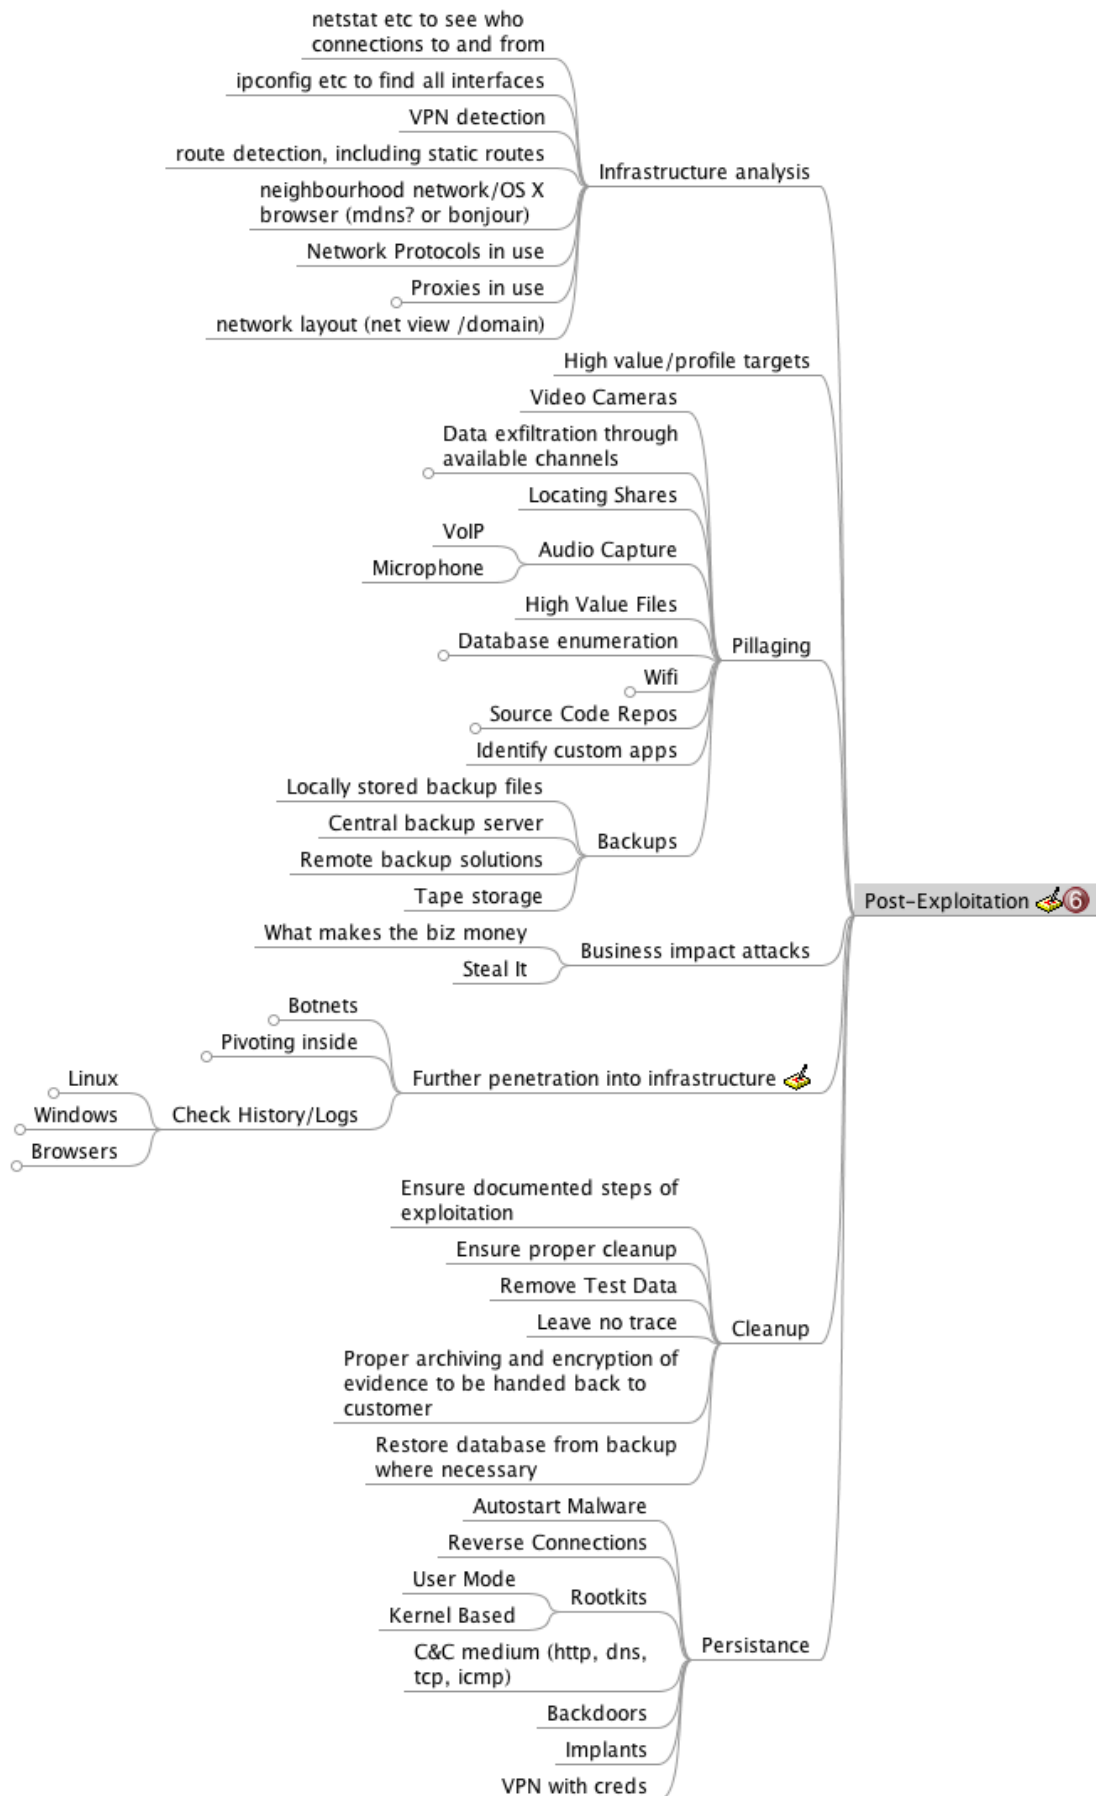 netstat etc to see who
connections to and from
ipconfig etc to find all interfaces
VPN detection
route detection, including static routes
Infrastructure analysis
neighbourhood network/OS X
browser (mdns? or bonjour)
Network Protocols in use
Proxies in use
network layout (net view /domain)
High value/profile targets
Video Cameras
Data exfiltration through
available channels
Locating Shares
VoIP
Audio Capture
Microphone
High Value Files
Database enumeration
Pillaging
Wifi
Source Code Repos
Identify custom apps
Locally stored backup files
Central backup server
Backups
Remote backup solutions
Tape storage
Post-Exploitation 6
What makes the biz money
Business impact attacks
Steal It
Botnets
Pivoting inside
Further penetration into infrastructure
Linux
Windows
Check History/Logs
Browsers
Ensure documented steps of
exploitation
Ensure proper cleanup
Remove Test Data
Leave no trace
Cleanup
Proper archiving and encryption of
evidence to be handed back to
customer
Restore database from backup
where necessary
Autostart Malware
Reverse Connections
User Mode
Rootkits
Kernel Based
Persistance
C&C medium (http, dns,
tcp, icmp)
Backdoors
Implants
VPN with creds